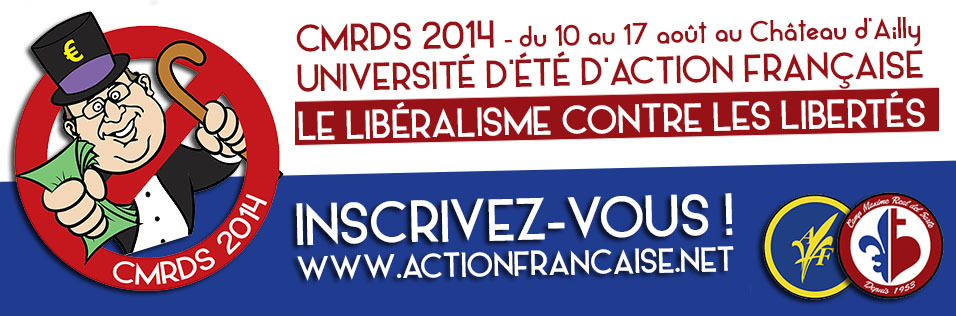 €
CMRDS 2014
CMRDS 2014 - du 10 au 17 août au Château d'Ailly
UNIVERSITÉ D'ÉTÉ D'ACTION FRANÇAISE
LE LIBÉRALISME CONTRE LES LIBERTÉS
INSCRIVEZ-VOUS !
WWW.ACTIONFRANCAISE.NET
AF
Camp Maxime Real del Sarte
Depuis 1953